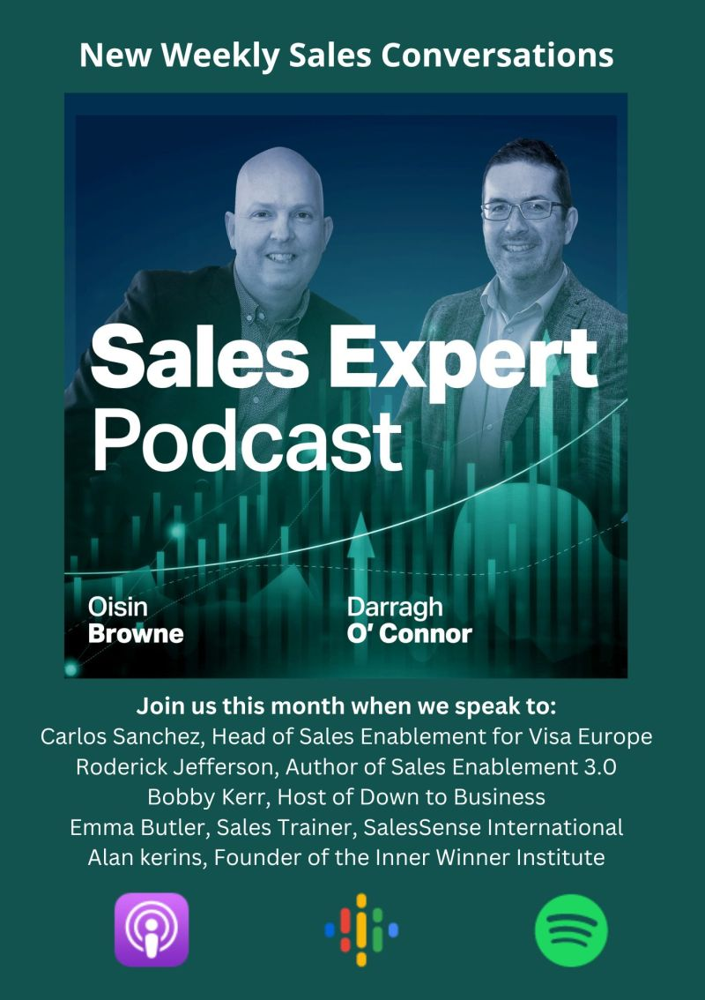 New Weekly Sales Conversations
Sales Expert
Podcast
Oisin
Browne
Darragh
O' Connor
Join us this month when we speak to:
Carlos Sanchez, Head of Sales Enablement for Visa Europe
Roderick Jefferson, Author of Sales Enablement 3.0
Bobby Kerr, Host of Down to Business
Emma Butler, Sales Trainer, SalesSense International
Alan kerins, Founder of the Inner Winner Institute